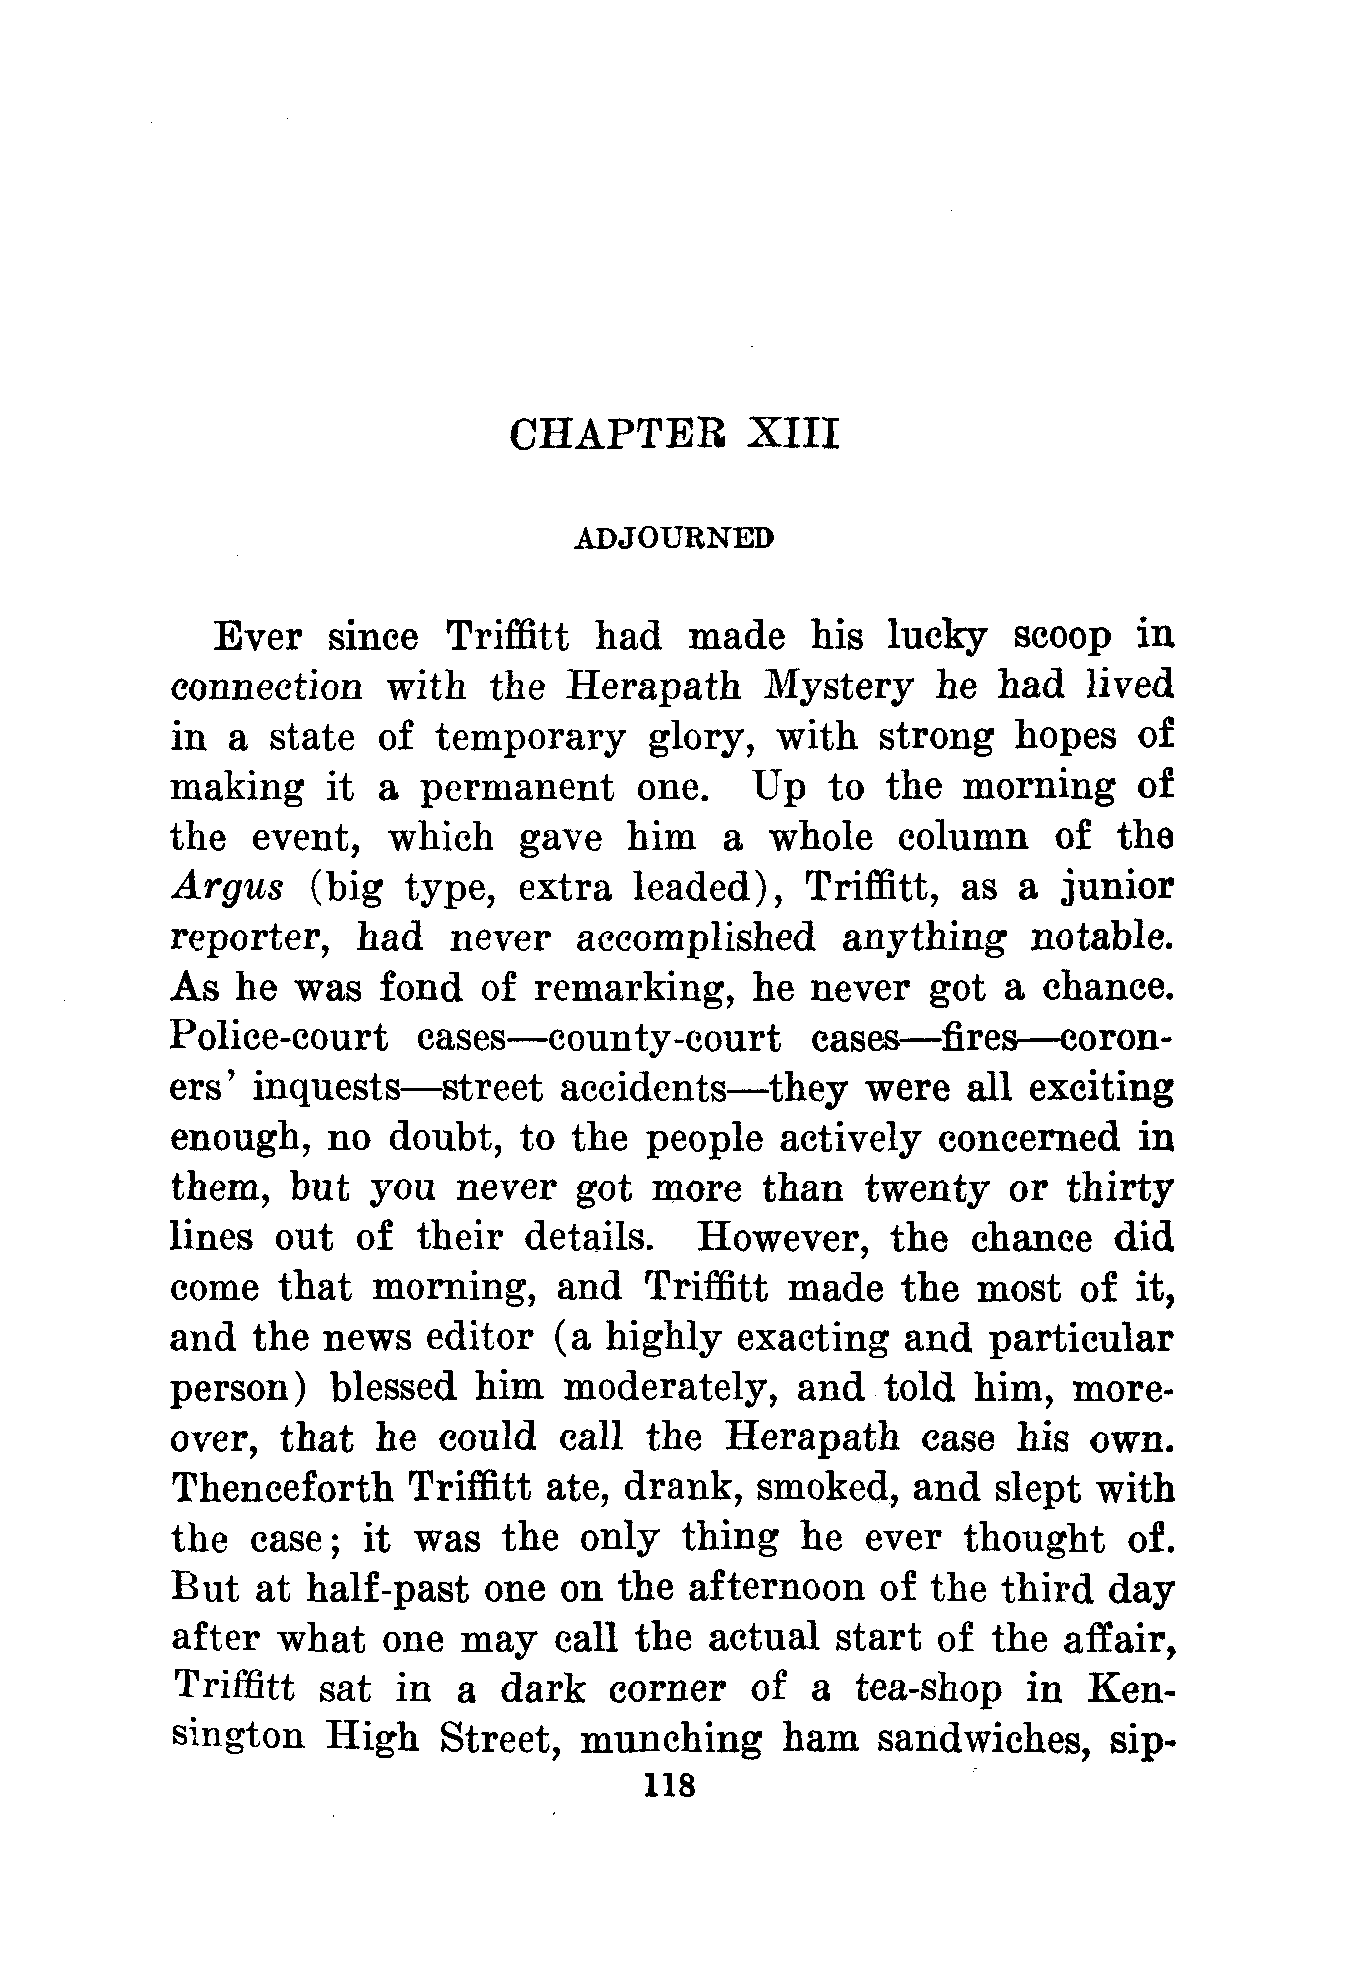 CHAPTER XIII
ADJOURNED
Ever since Triffitt had made his lucky scoop in
connection with the Herapath Mystery he had lived
in a state of temporary glory, with strong hopes of
making it a permanent one. Up to the morning of
the event, which gave him a whole column of the
Argus (big type, extra leaded), Triffitt, as a junior
reporter, had never accomplished anything notable.
As he was fond of remarking, he never got a chance.
Police-court cases—county-court cases—fires—coron-
ers' inquests—street accidents—they were all exciting
enough, no doubt, to the people actively concerned in
them, but you never got more than twenty or thirty
lines out of their details. However, the chance did
come that morning, and Triffitt made the most of it,
and the news editor (a highly exacting and particular
person) blessed him moderately, and told him, more-
over, that he could call the Herapath case his own.
Thenceforth Triffitt ate, drank, smoked, and slept with
the case; it was the only thing he ever thought of.
But at half-past one on the afternoon of the third day
after what one may call the actual start of the affair,
Triffitt sat in a dark corner of a tea-shop in Ken-
sington High Street, munching ham sandwiches, sip-
118